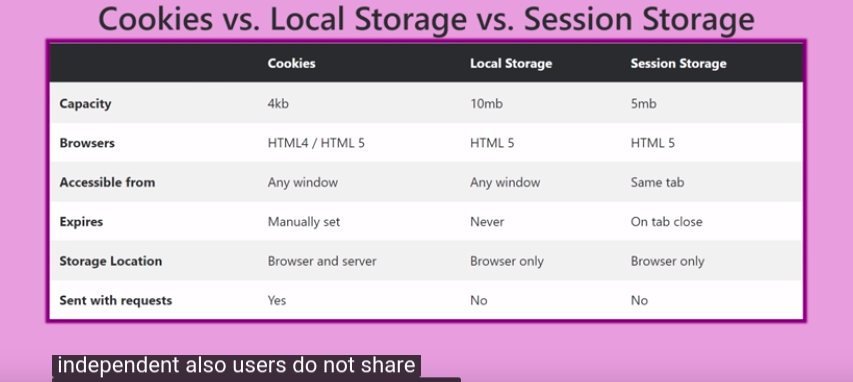 Cookies vs. Local Storage vs. Session Storage
Cookies Local Storage Session Storage
Capacity 4kb 10mb 5mb
Browsers HTML4 / HTML 5 HTML 5 HTML 5
Accessible from Any window Any window Same tab
Expires Manually set Never On tab close
Storage Location Browser and server Browser only Browser only
Sent with requests Yes No No
independent also users do not share